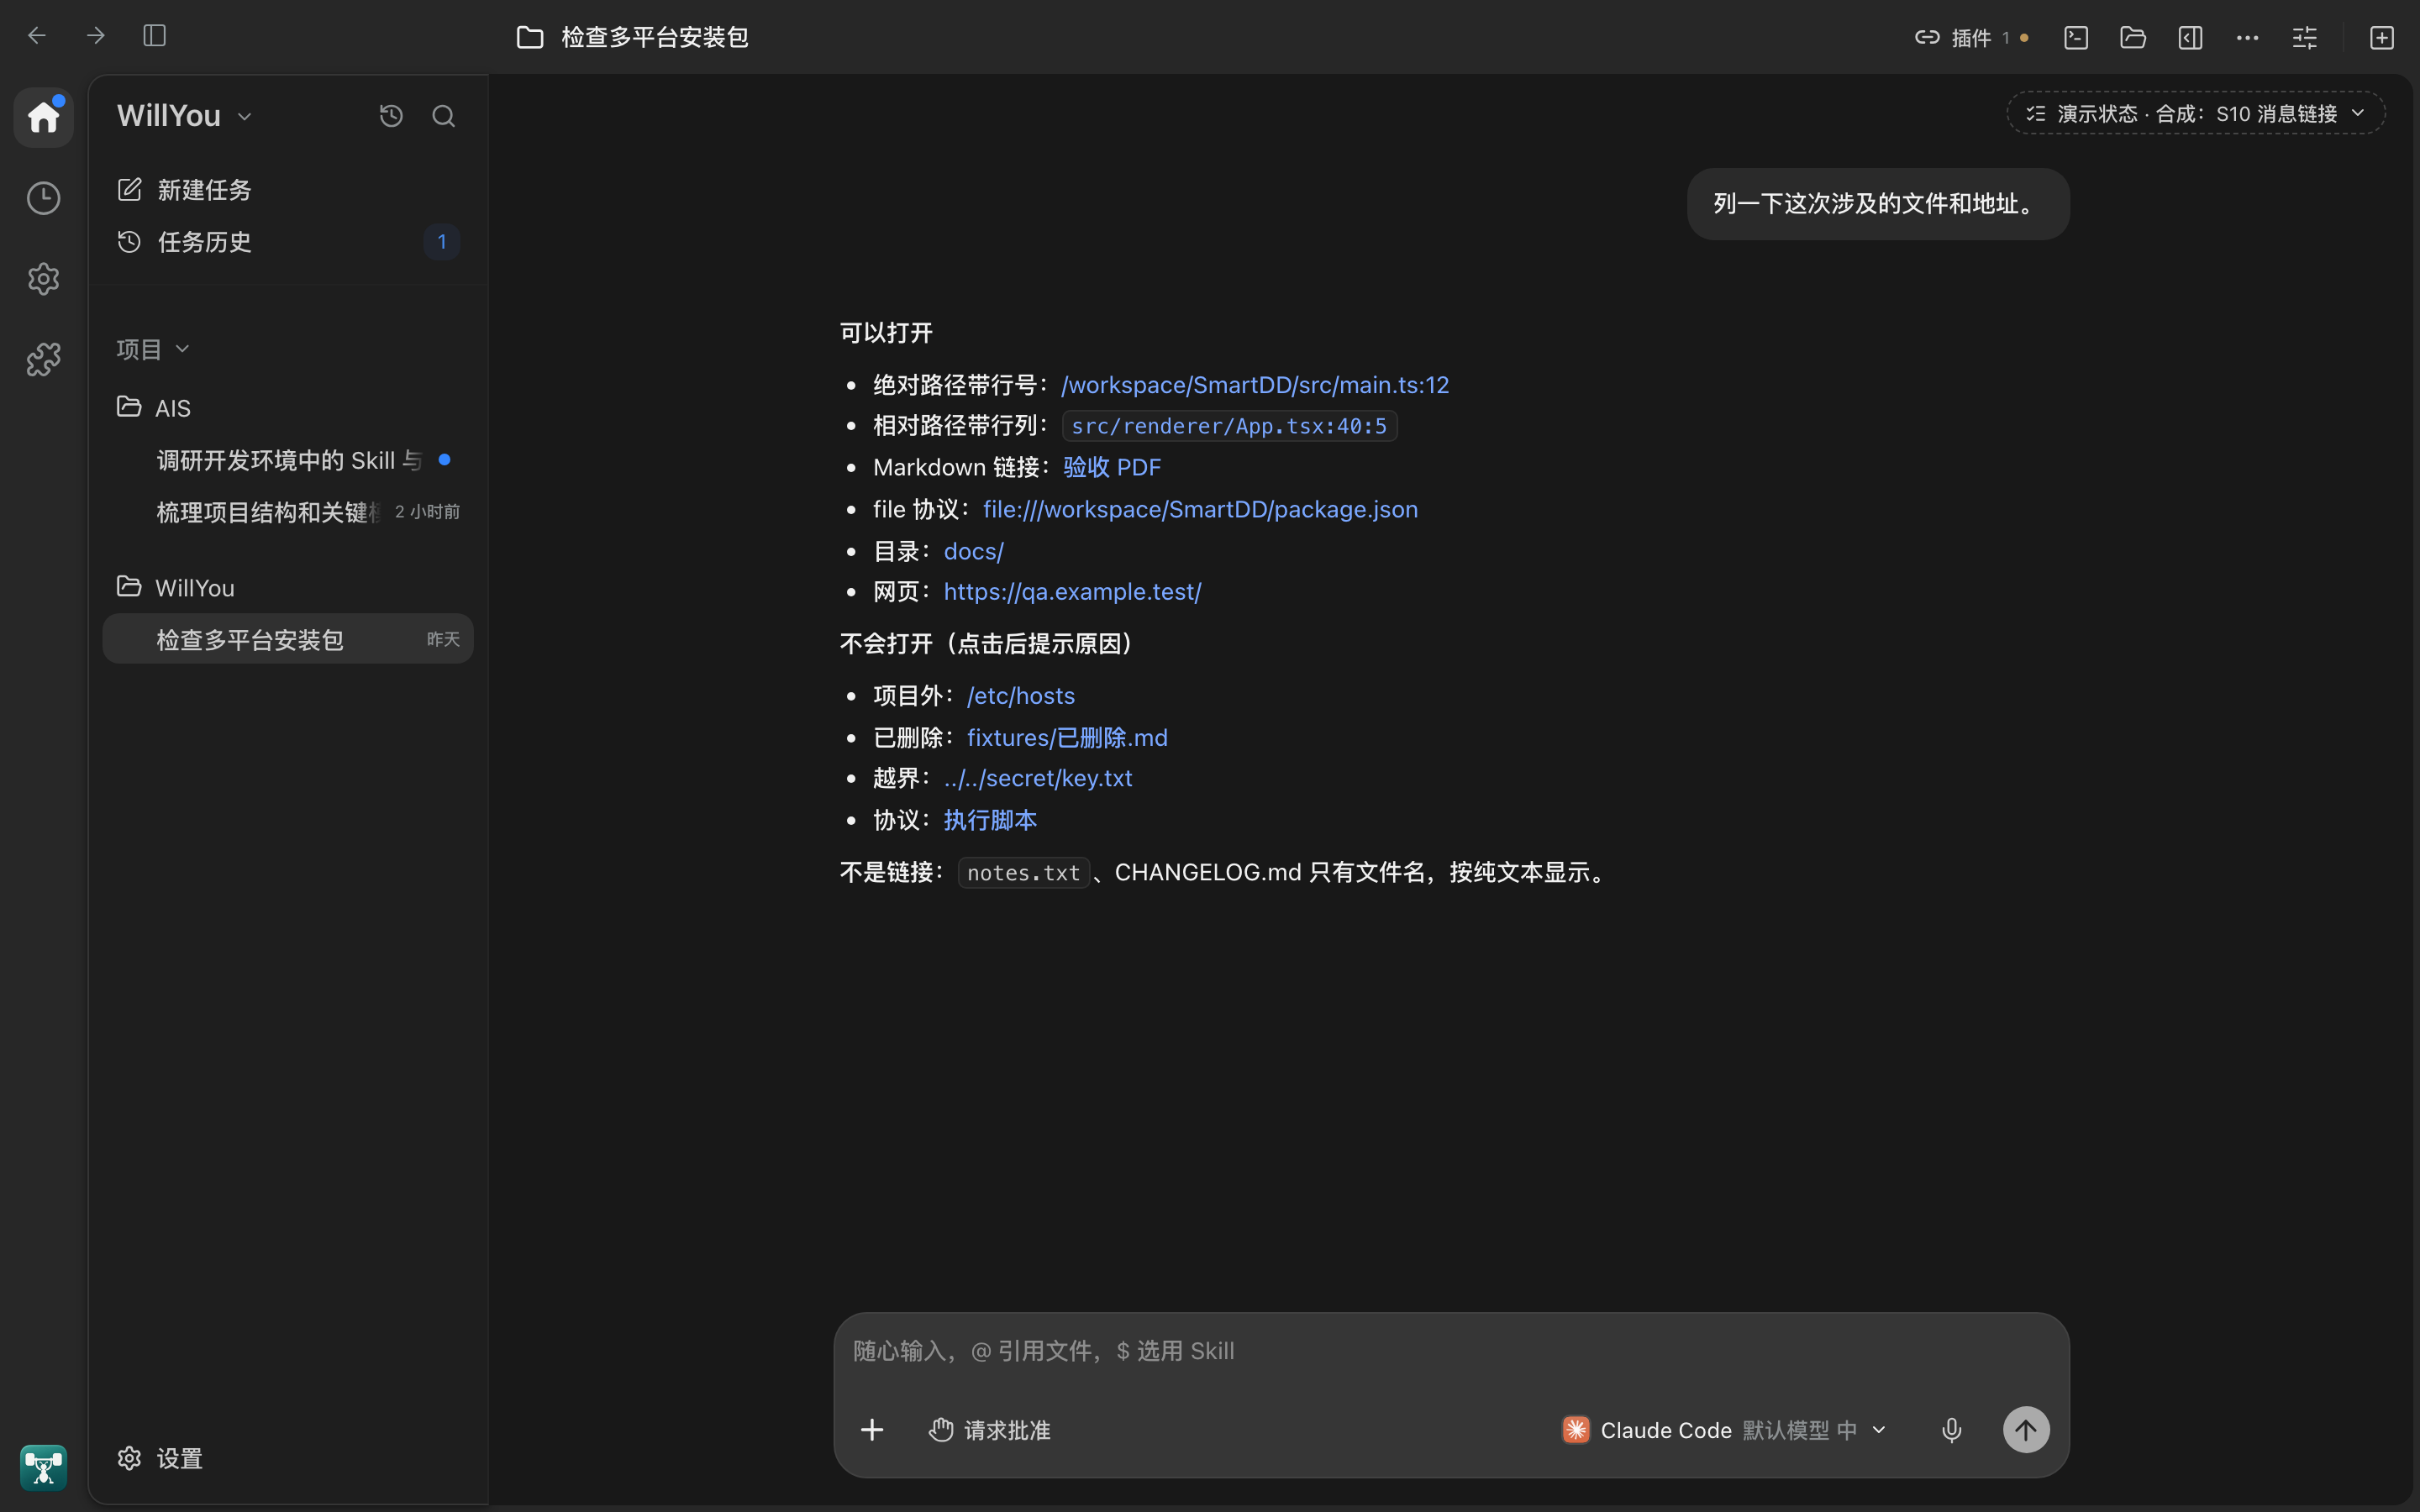 检查多平台安装包
插件 1
WillYou
演示状态 · 合成：S10 消息链接
新建任务
任务历史 1
列一下这次涉及的文件和地址。
项目
AIS
调研开发环境中的 Skill 与
梳理项目结构和关键 2 小时前
WillYou
检查多平台安装包 昨天
可以打开
• 绝对路径带行号：/workspace/SmartDD/src/main.ts:12
• 相对路径带行列：src/renderer/App.tsx:40:5
• Markdown 链接：验收 PDF
• file 协议：file:///workspace/SmartDD/package.json
• 目录：docs/
• 网页：https://qa.example.test/
不会打开（点击后提示原因）
• 项目外：/etc/hosts
• 已删除：fixtures/已删除.md
• 越界：../../secret/key.txt
• 协议：执行脚本
不是链接：notes.txt、CHANGELOG.md 只有文件名，按纯文本显示。
随心输入，@ 引用文件，$ 选用 Skill
请求批准
Claude Code 默认模型 中
设置